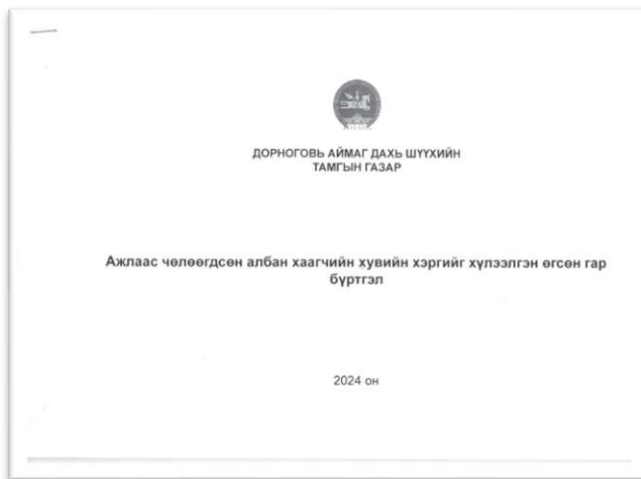 ДОРНОГОВЬ АЙМАГ ДАХЬ ШҮҮХИЙН
ТАМГЫН ГАЗАР
Ажлаас чөлөөгдсөн албан хаагчийн хувийн хэргийг хүлээлгэн өгсөн гар
бүртгэл
2024 он